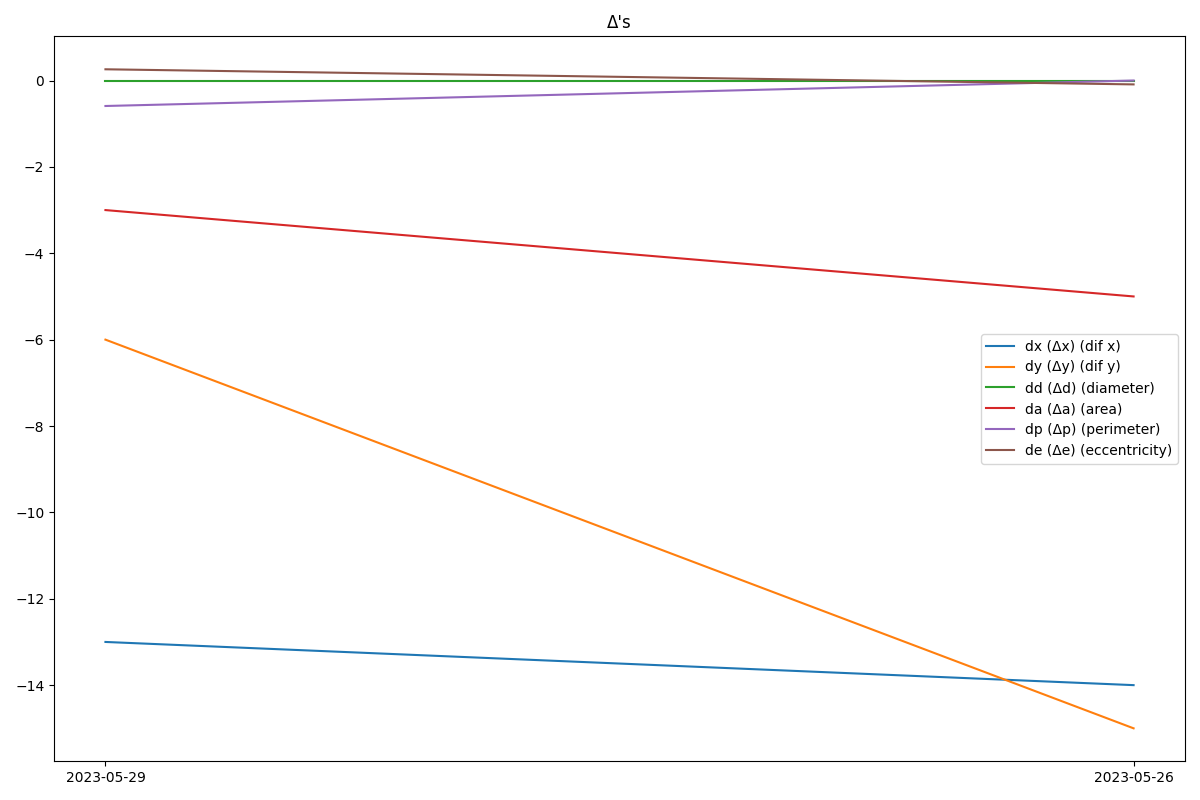 Δ's
0
−2
−4
−6
−8
−10
−12
−14
dx (Δx) (dif x)
dy (Δy) (dif y)
dd (Δd) (diameter)
da (Δa) (area)
dp (Δp) (perimeter)
de (Δe) (eccentricity)
2023-05-29
2023-05-26